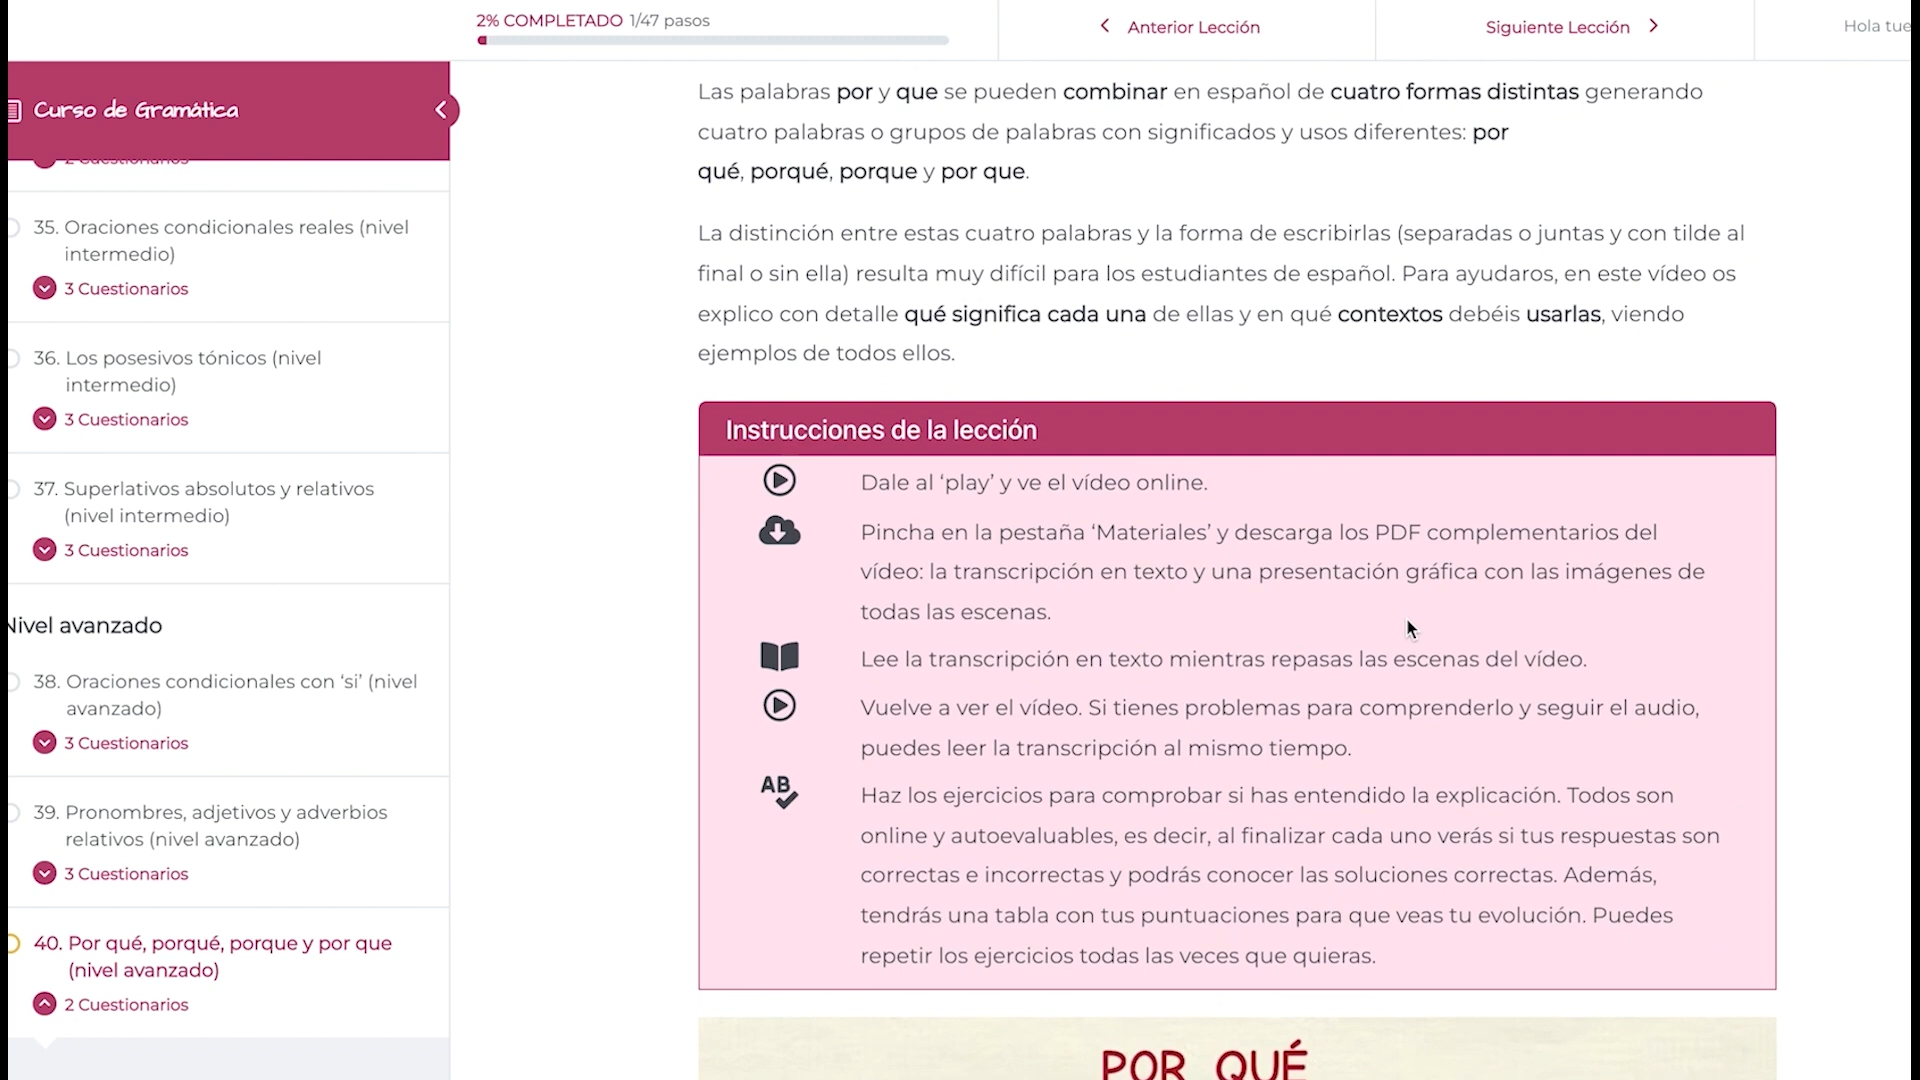 2% COMPLETADO 1/47 pasos
Anterior Lección
Siguiente Lección
Hola tue
Curso de Gramática
2 Cuestionarios
35. Oraciones condicionales reales (nivel
intermedio)
3 Cuestionarios
36. Los posesivos tónicos (nivel
intermedio)
3 Cuestionarios
37. Superlativos absolutos y relativos
(nivel intermedio)
3 Cuestionarios
Nivel avanzado
38. Oraciones condicionales con ‘si’ (nivel
avanzado)
3 Cuestionarios
39. Pronombres, adjetivos y adverbios
relativos (nivel avanzado)
3 Cuestionarios
40. Por qué, porqué, porque y por que
(nivel avanzado)
2 Cuestionarios
Las palabras por y que se pueden combinar en español de cuatro formas distintas generando
cuatro palabras o grupos de palabras con significados y usos diferentes: por
qué, porqué, porque y por que.
La distinción entre estas cuatro palabras y la forma de escribirlas (separadas o juntas y con tilde al
final o sin ella) resulta muy difícil para los estudiantes de español. Para ayudaros, en este vídeo os
explico con detalle qué significa cada una de ellas y en qué contextos debéis usarlas, viendo
ejemplos de todos ellos.
Instrucciones de la lección
Dale al ‘play’ y ve el vídeo online.
Pincha en la pestaña ‘Materiales’ y descarga los PDF complementarios del
vídeo: la transcripción en texto y una presentación gráfica con las imágenes de
todas las escenas.
Lee la transcripción en texto mientras repasas las escenas del vídeo.
Vuelve a ver el vídeo. Si tienes problemas para comprenderlo y seguir el audio,
puedes leer la transcripción al mismo tiempo.
AB
Haz los ejercicios para comprobar si has entendido la explicación. Todos son
online y autoevaluables, es decir, al finalizar cada uno verás si tus respuestas son
correctas e incorrectas y podrás conocer las soluciones correctas. Además,
tendrás una tabla con tus puntuaciones para que veas tu evolución. Puedes
repetir los ejercicios todas las veces que quieras.
POR QUÉ